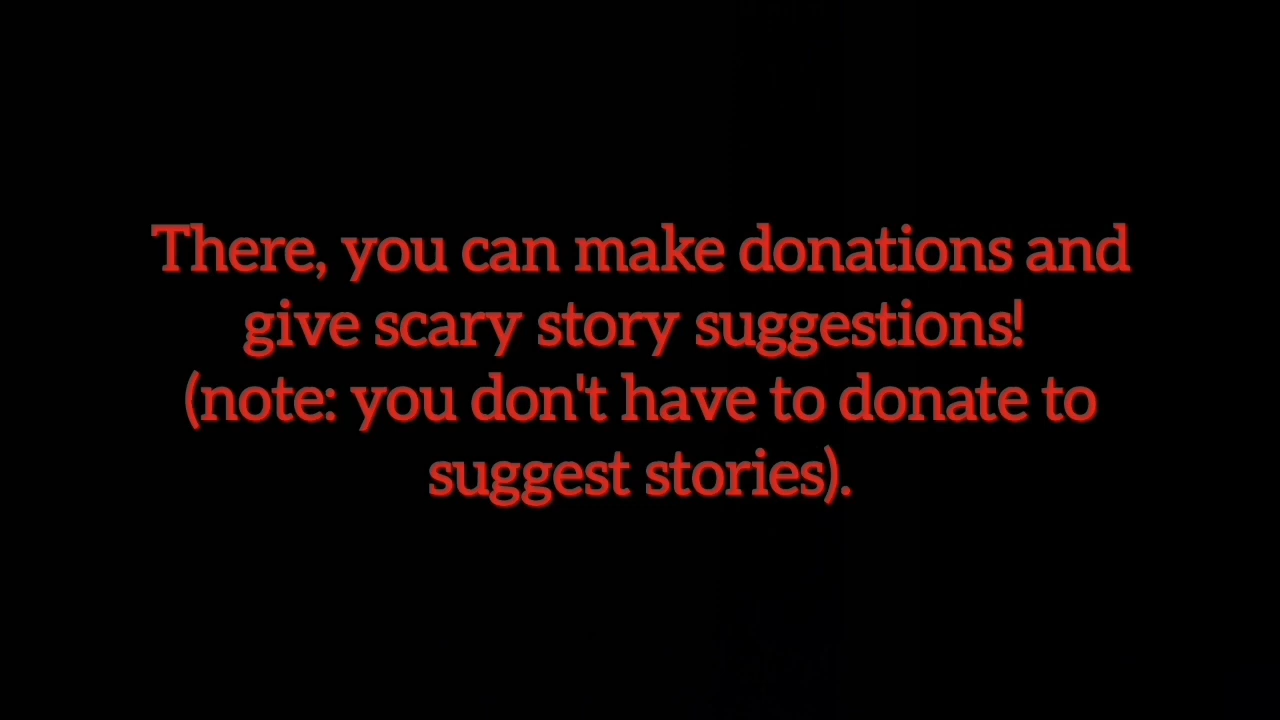 There, you can make donations and
give scary story suggestions!
(note: you don't have to donate to
suggest stories).